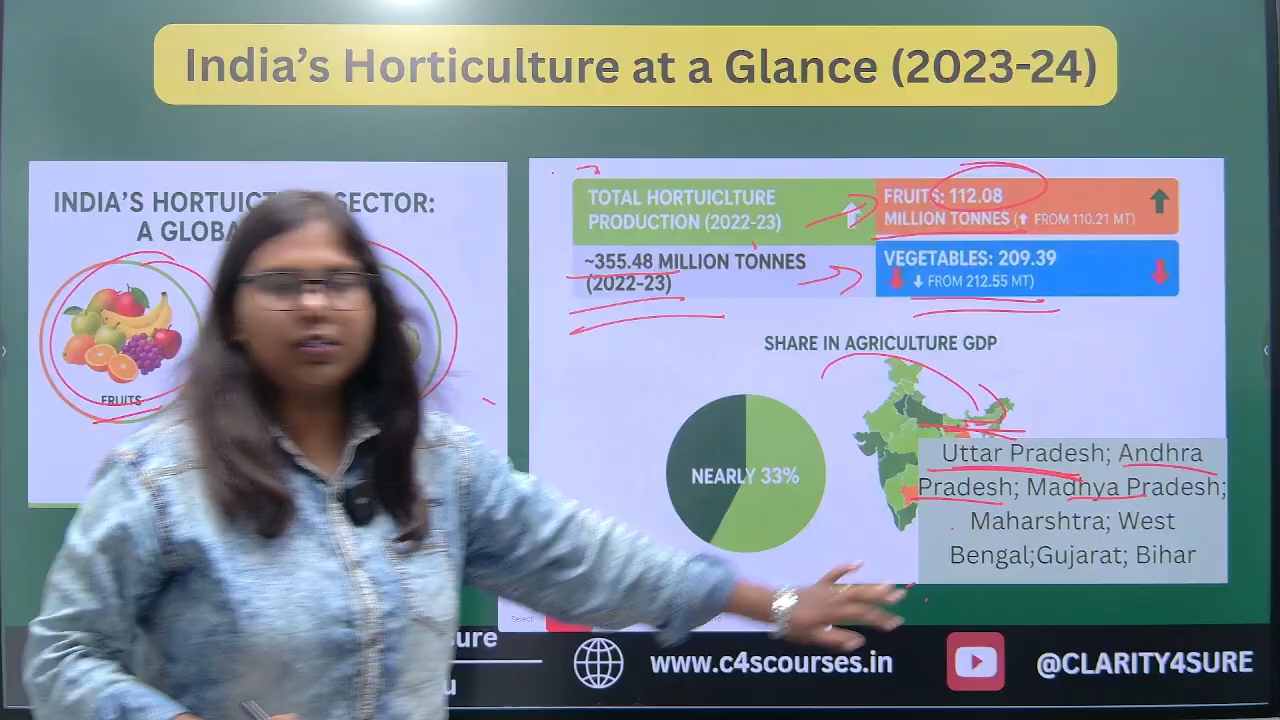 India's Horticulture at a Glance (2023-24)
INDIA'S SECTOR:
FRUITS
TOTAL HORTUICLTURE
PRODUCTION (2022-23)
~355.48 MILLION TONNES
(2022-23)
FRUITS: 112.08
MILLION TONNES (⬆ FROM 110.21 MT)
VEGETABLES: 209.39
⬇ FROM 212.55 MT)
SHARE IN AGRICULTURE GDP
NEARLY 33%
Uttar Pradesh; Andhra
Pradesh; Madhya Pradesh;
Maharshtra; West
Bengal;Gujarat; Bihar
Select
www.c4scourses.in
@CLARITY4SURE